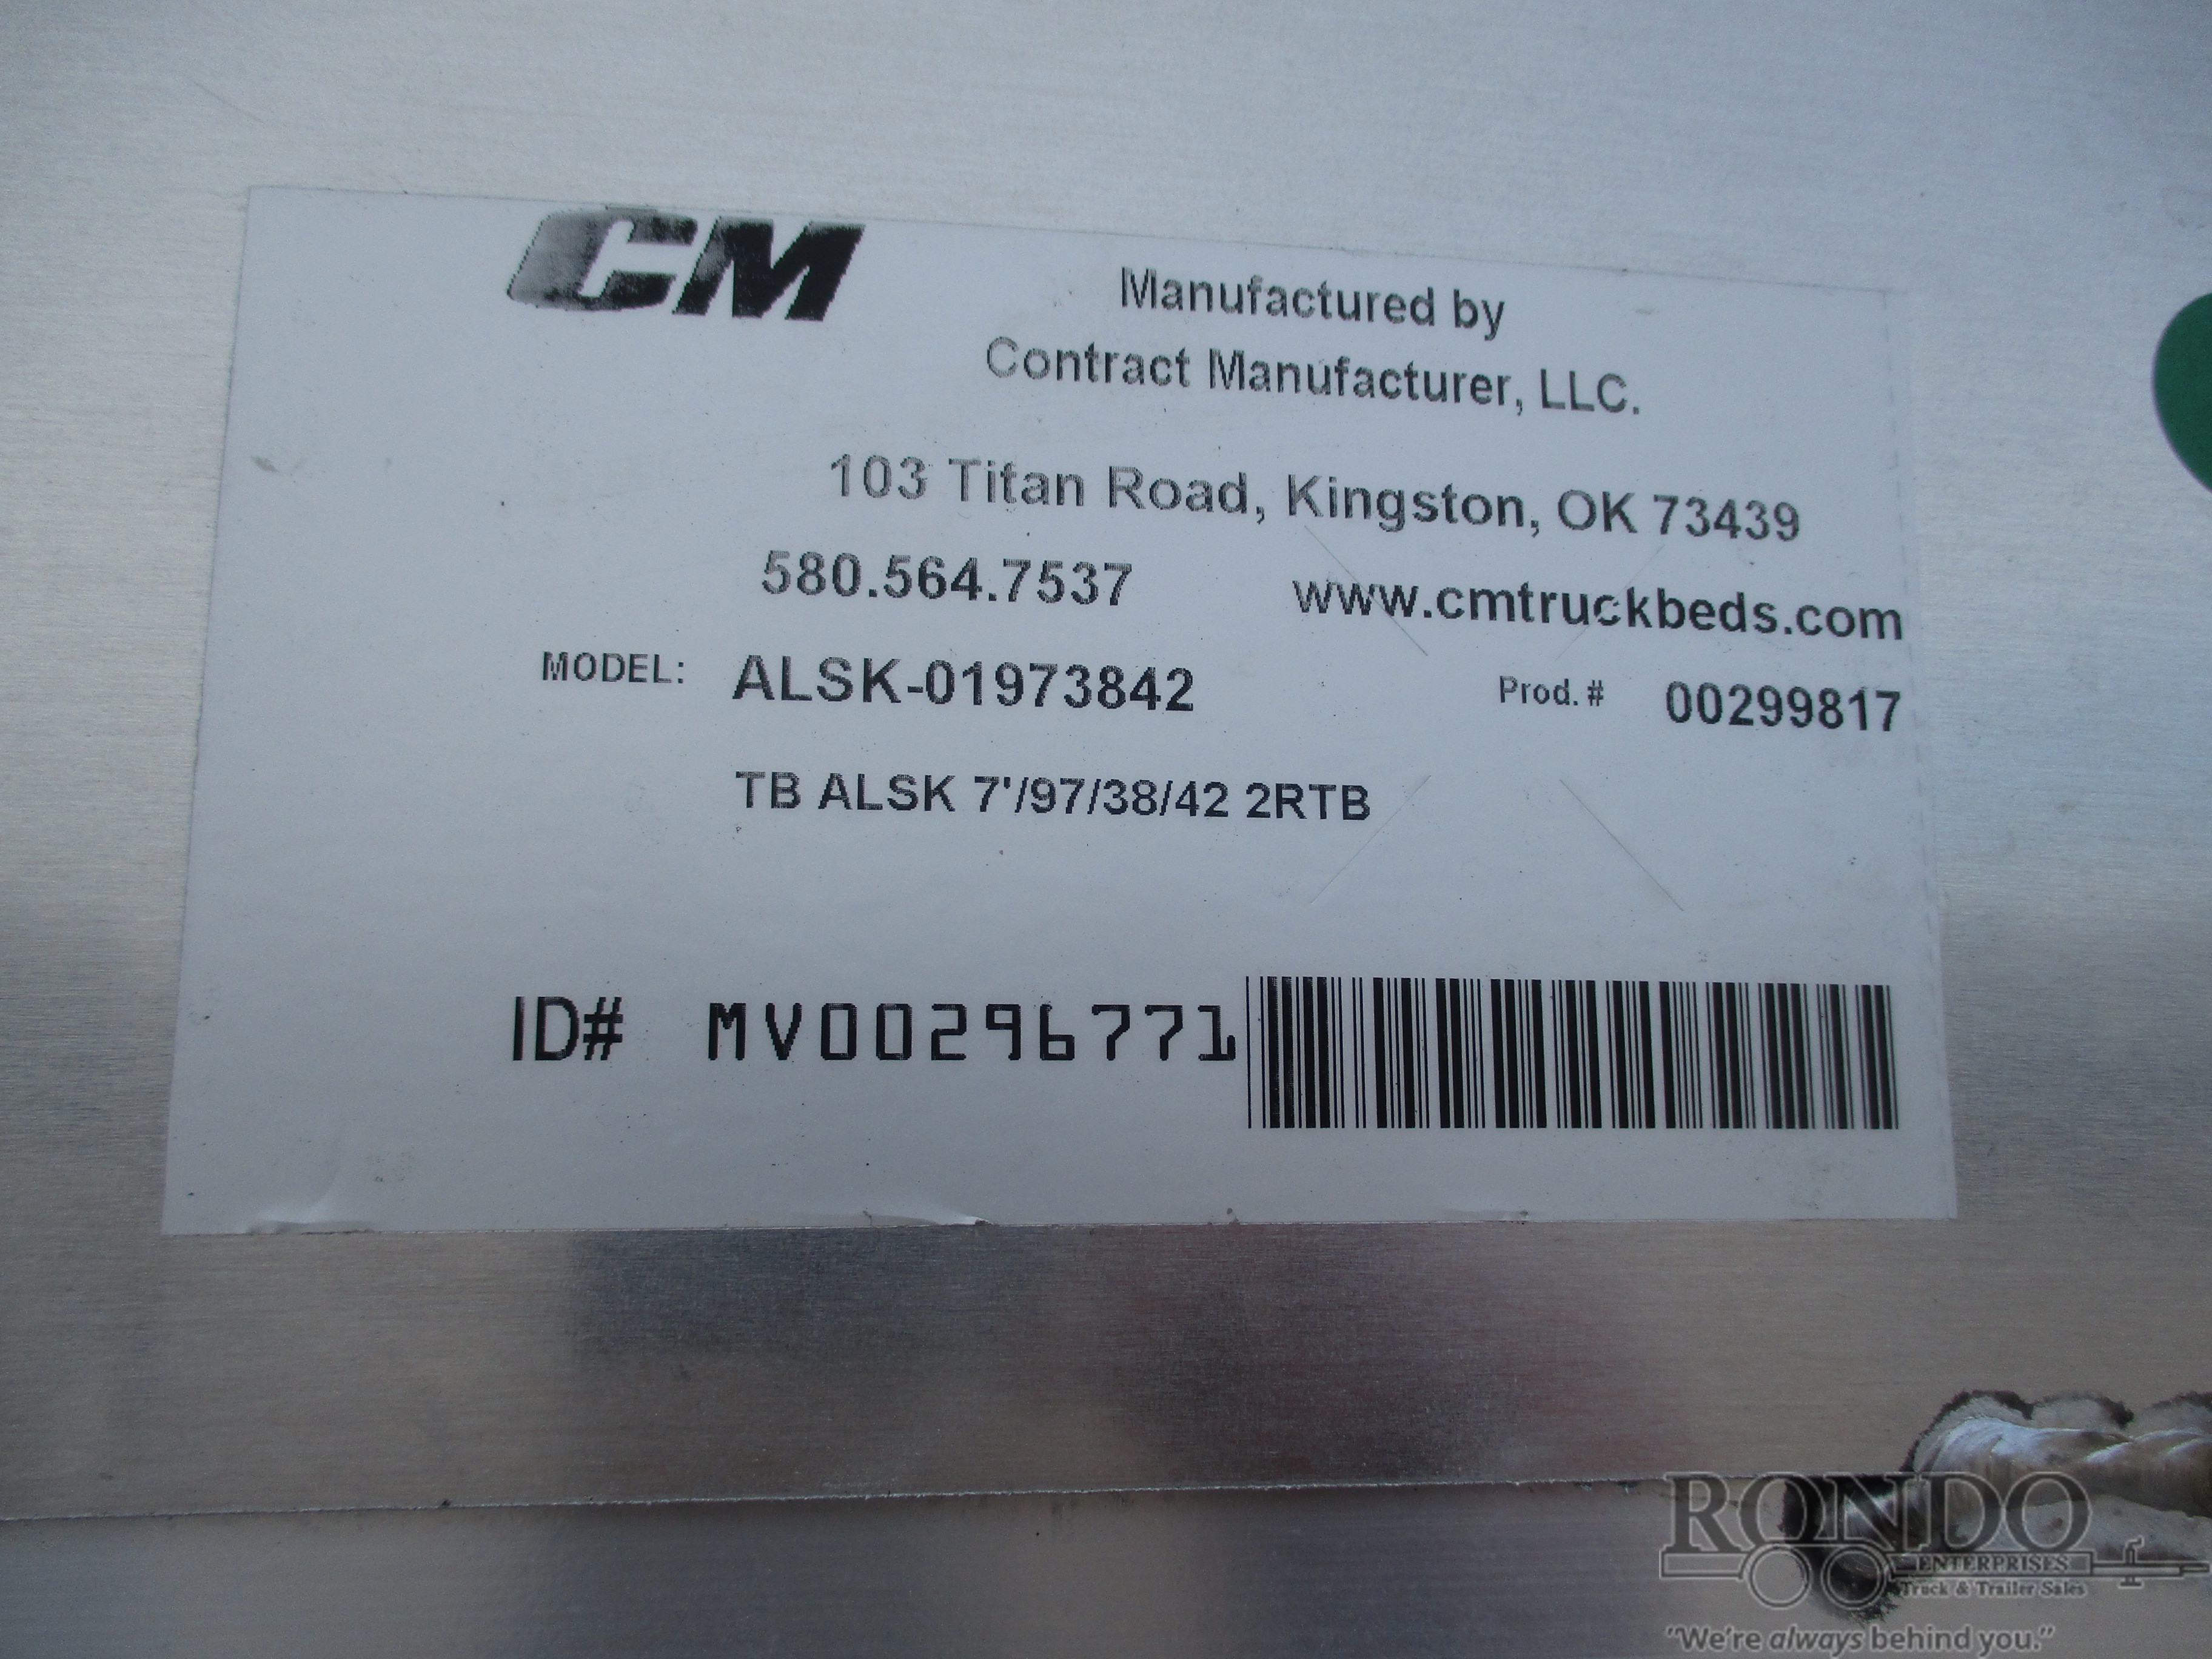 CM
Manufactured by
Contract Manufacturer, LLC.
103 Titan Road, Kingston, OK 73439
580.564.7537 www.cmtruckbeds.com
MODEL: ALSK-01973842 Prod. # 00299817
TB ALSK 7'/97/38/42 2RTB
ID# MV00296771
RONDO
ENTERPRISES
Truck & Trailer Sales
"We're always behind you."